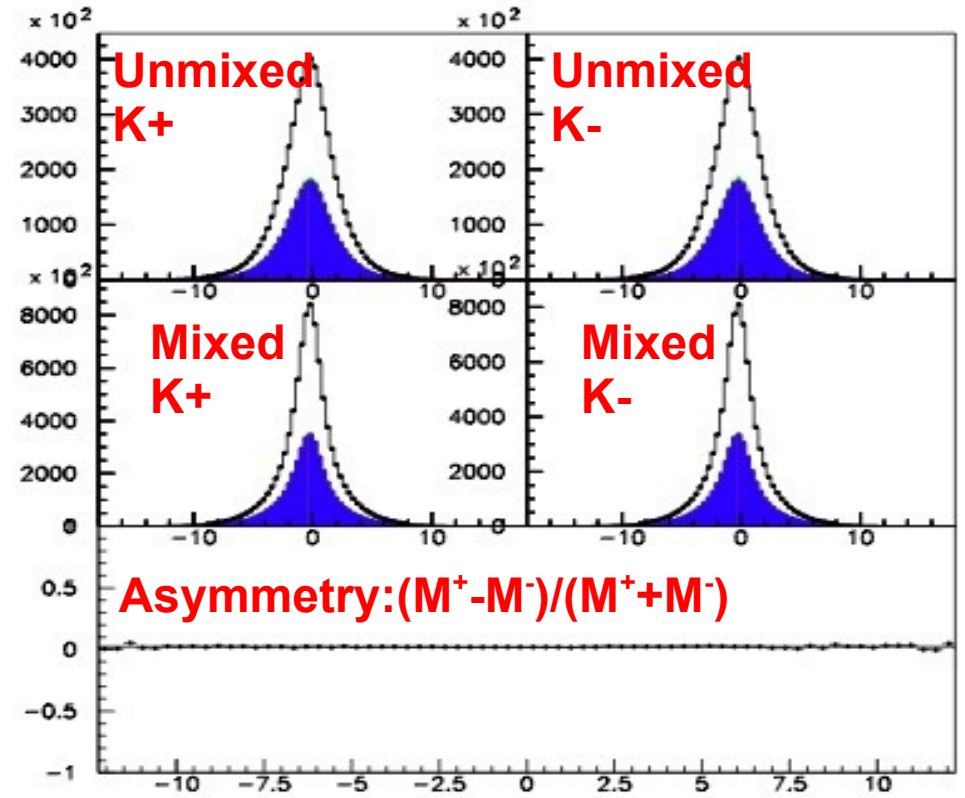 x 10² x 10²
4000 4000
Unmixed Unmixed
3000 3000
K+ K-
2000 2000
1000 1000
x 10² x 10²
0 0
-10 0 10 -10 0 10
8000 8000
Mixed Mixed
6000 6000
K+ K-
4000 4000
2000 2000
0 0
-10 0 10 -10 0 10
0.5
Asymmetry:(M⁺-M⁻)/(M⁺+M⁻)
0
-0.5
-1
-10 -7.5 -5 -2.5 0 2.5 5 7.5 10